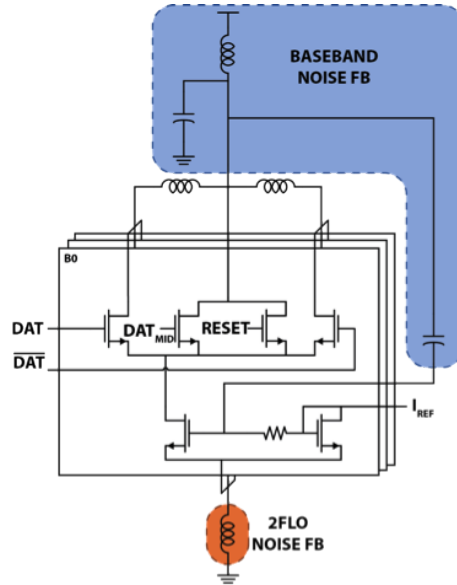 BASEBAND
NOISE FB
B0
DAT
DAT MID
RESET
DAT
I REF
2FLO
NOISE FB